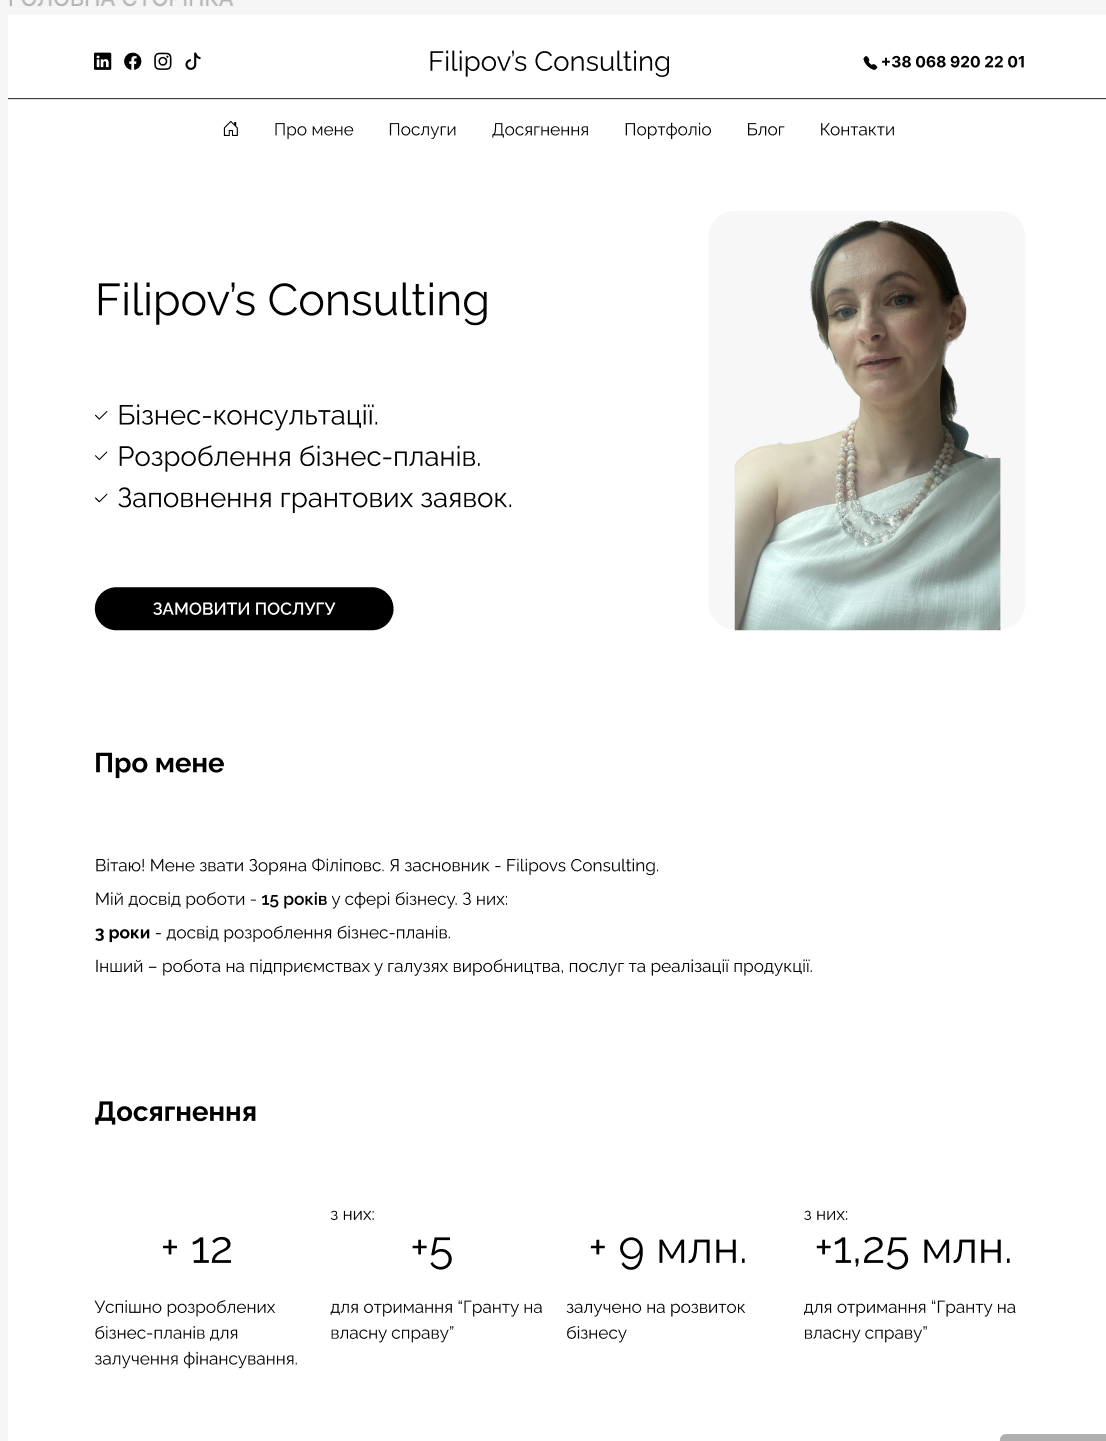 ГОЛОВНА СТОРІНКА
Filipov’s Consulting
+38 068 920 22 01
Про мене Послуги Досягнення Портфоліо Блог Контакти
Filipov’s Consulting
Бізнес-консультації.
Розроблення бізнес-планів.
Заповнення грантових заявок.
ЗАМОВИТИ ПОСЛУГУ
Про мене
Вітаю! Мене звати Зоряна Філіповс. Я засновник - Filipovs Consulting.
Мій досвід роботи - 15 років у сфері бізнесу. З них:
3 роки - досвід розроблення бізнес-планів.
Інший – робота на підприємствах у галузях виробництва, послуг та реалізації продукції.
Досягнення
+ 12
Успішно розроблених
бізнес-планів для
залучення фінансування.
з них:
+5
для отримання “Гранту на
власну справу”
+ 9 млн.
залучено на розвиток
бізнесу
з них:
+1,25 млн.
для отримання “Гранту на
власну справу”